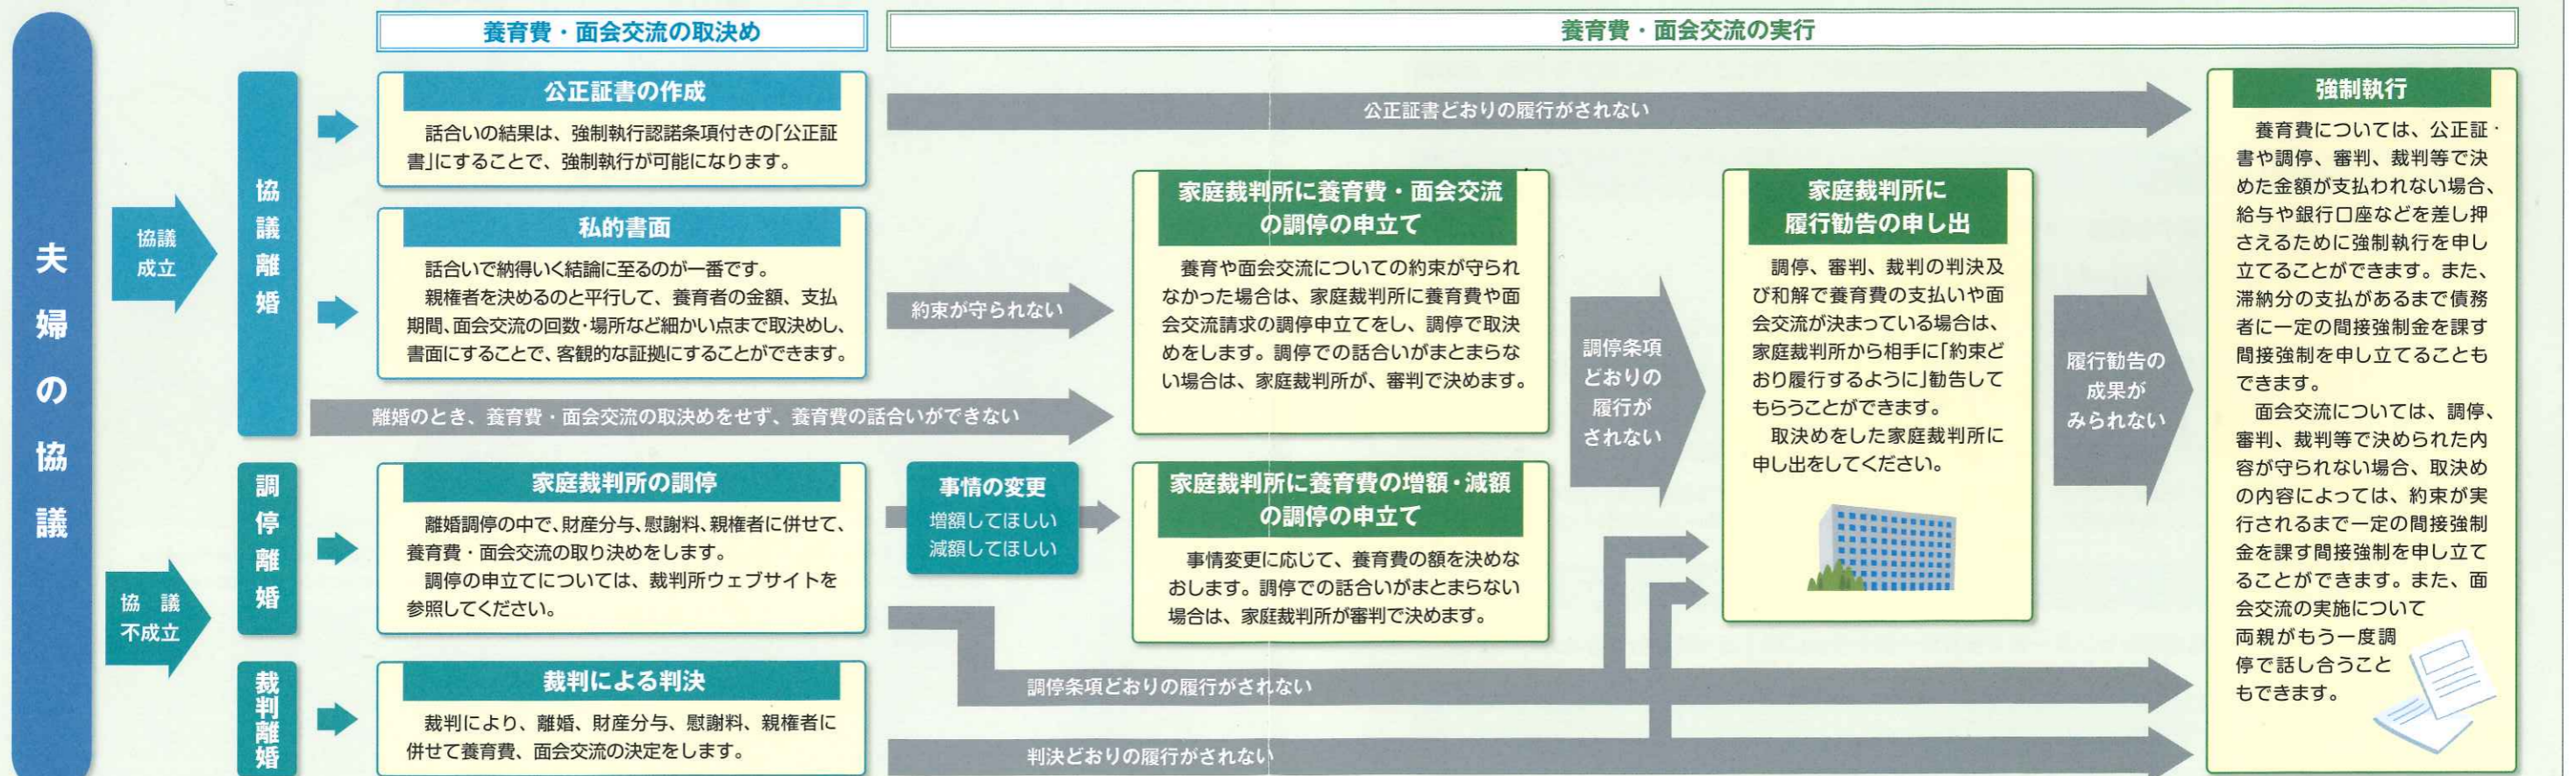 養育費・面会交流の取決め
養育費・面会交流の実行
夫婦の協議
協議
成立
協議離婚
公正証書の作成
話合いの結果は、強制執行認諾条項付きの「公正証
書」にすることで、強制執行が可能になります。
公正証書どおりの履行がされない
私的書面
話合いで納得いく結論に至るのが一番です。
親権者を決めるのと平行して、養育者の金額、支払
期間、面会交流の回数・場所など細かい点まで取決めし、
書面にすることで、客観的な証拠にすることができます。
約束が守られない
離婚のとき、養育費・面会交流の取決めをせず、養育費の話合いができない
家庭裁判所に養育費・面会交流
の調停の申立て
養育や面会交流についての約束が守られ
なかった場合は、家庭裁判所に養育費や面
会交流請求の調停申立てをし、調停で取決
めをします。調停での話合いがまとまらな
い場合は、家庭裁判所が、審判で決めます。
協議
不成立
調停離婚
家庭裁判所の調停
離婚調停の中で、財産分与、慰謝料、親権者に併せて、
養育費・面会交流の取り決めをします。
調停の申立てについては、裁判所ウェブサイトを
参照してください。
事情の変更
増額してほしい
減額してほしい
家庭裁判所に養育費の増額・減額
の調停の申立て
事情変更に応じて、養育費の額を決めな
おします。調停での話合いがまとまらない
場合は、家庭裁判所が審判で決めます。
調停条項
どおりの
履行が
されない
家庭裁判所に
履行勧告の申し出
調停、審判、裁判の判決及
び和解で養育費の支払いや面
会交流が決まっている場合は、
家庭裁判所から相手に「約束ど
おり履行するように」勧告して
もらうことができます。
取決めをした家庭裁判所に
申し出をしてください。
履行勧告の
成果が
みられない
裁判離婚
裁判による判決
裁判により、離婚、財産分与、慰謝料、親権者に
併せて養育費、面会交流の決定をします。
調停条項どおりの履行がされない
判決どおりの履行がされない
強制執行
養育費については、公正証
書や調停、審判、裁判等で決
めた金額が支払われない場合、
給与や銀行口座などを差し押
さえるために強制執行を申し
立てることができます。また、
滞納分の支払があるまで債務
者に一定の間接強制金を課す
間接強制を申し立てることも
できます。
面会交流については、調停、
審判、裁判等で決められた内
容が守られない場合、取決め
の内容によっては、約束が実
行されるまで一定の間接強制
金を課す間接強制を申し立て
ることができます。また、面
会交流の実施について
両親がもう一度調
停で話し合うこと
もできます。